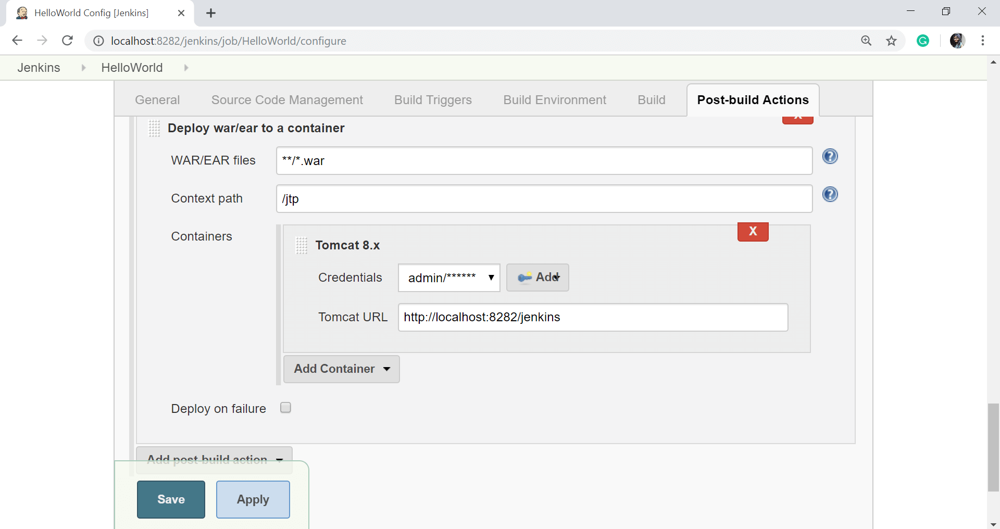 HelloWorld Config [Jenkins]
localhost:8282/jenkins/job/HelloWorld/configure
Jenkins HelloWorld
General Source Code Management Build Triggers Build Environment Build Post-build Actions
X
Deploy war/ear to a container
WAR/EAR files **/*.war
Context path /jtp
Containers
X
Tomcat 8.x
Credentials admin/****** Add
Tomcat URL http://localhost:8282/jenkins
Add Container
Deploy on failure
Add post-build action
Save Apply